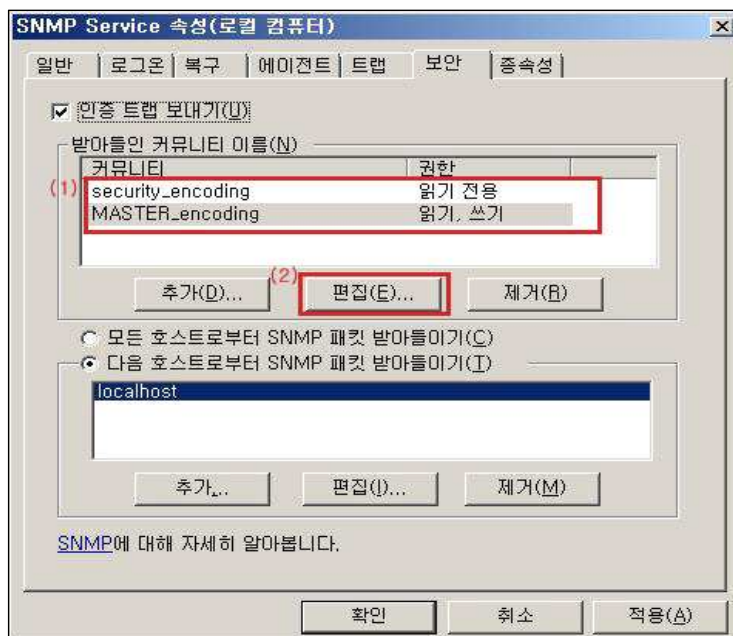 SNMP Service 속성(로컬 컴퓨터)
일반 로그온 복구 에이전트 트랩 보안 종속성
인증 트랩 보내기(U)
받아들인 커뮤니티 이름(N)
커뮤니티 권한
(1) security_encoding 읽기 전용
MASTER_encoding 읽기, 쓰기
(2)
추가(D)... 편집(E)... 제거(R)
모든 호스트로부터 SNMP 패킷 받아들이기(C)
다음 호스트로부터 SNMP 패킷 받아들이기(T)
localhost
추가... 편집(I)... 제거(M)
SNMP에 대해 자세히 알아봅니다.
확인 취소 적용(A)